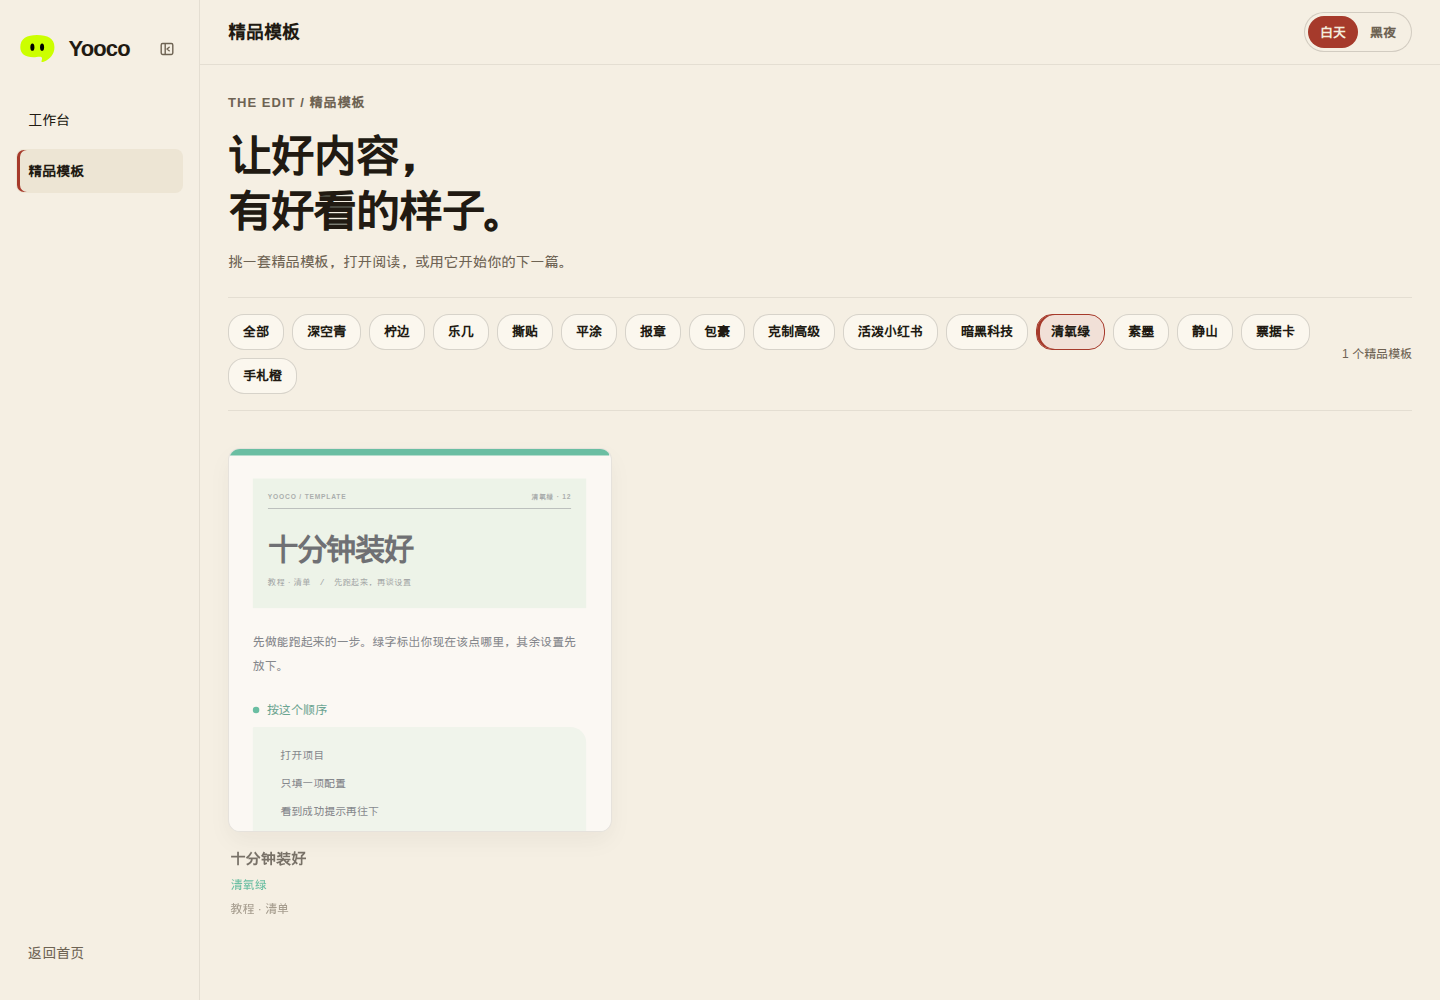 Yooco
工作台
精品模板
返回首页
精品模板
白天 黑夜
THE EDIT / 精品模板
让好内容，
有好看的样子。
挑一套精品模板，打开阅读，或用它开始你的下一篇。
全部 深空青 柠边 乐几 撕贴 平涂 报章 包豪 克制高级 活泼小红书 暗黑科技 清氧绿 素墨 静山 票据卡
手札橙
1 个精品模板
YOOCO / TEMPLATE 清氧绿 · 12
十分钟装好
教程 · 清单 / 先跑起来，再谈设置
先做能跑起来的一步。绿字标出你现在该点哪里，其余设置先
放下。
按这个顺序
打开项目
只填一项配置
看到成功提示再往下
十分钟装好
清氧绿
教程 · 清单